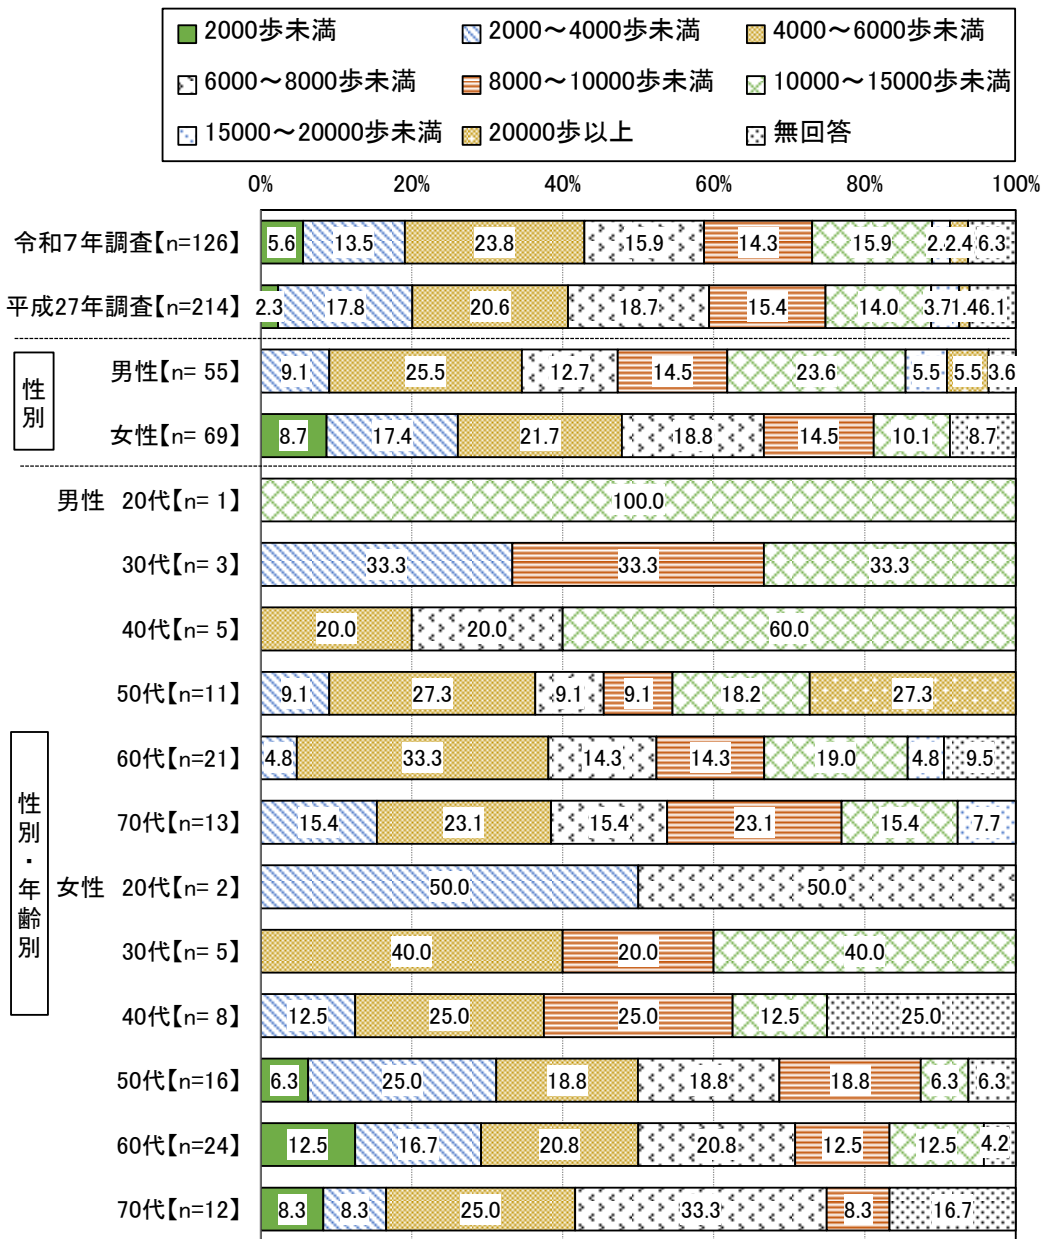 2000歩未満 2000～4000歩未満 4000～6000歩未満
6000～8000歩未満 8000～10000歩未満 10000～15000歩未満
15000～20000歩未満 20000歩以上 無回答
0% 20% 40% 60% 80% 100%
令和7年調査【n=126】 5.6 13.5 23.8 15.9 14.3 15.9 2.4 6.3
平成27年調査【n=214】 2.3 17.8 20.6 18.7 15.4 14.0 3.7 1.4 6.1
性別
男性【n= 55】 9.1 25.5 12.7 14.5 23.6 5.5 5.5 3.6
女性【n= 69】 8.7 17.4 21.7 18.8 14.5 10.1 8.7
性別・年齢別
男性 20代【n= 1】 100.0
30代【n= 3】 33.3 33.3 33.3
40代【n= 5】 20.0 20.0 60.0
50代【n=11】 9.1 27.3 9.1 9.1 18.2 27.3
60代【n=21】 4.8 33.3 14.3 14.3 19.0 4.8 9.5
70代【n=13】 15.4 23.1 15.4 23.1 15.4 7.7
女性 20代【n= 2】 50.0 50.0
30代【n= 5】 40.0 20.0 40.0
40代【n= 8】 12.5 25.0 25.0 12.5 25.0
50代【n=16】 6.3 25.0 18.8 18.8 18.8 6.3 6.3
60代【n=24】 12.5 16.7 20.8 20.8 12.5 12.5 4.2
70代【n=12】 8.3 8.3 25.0 33.3 8.3 16.7